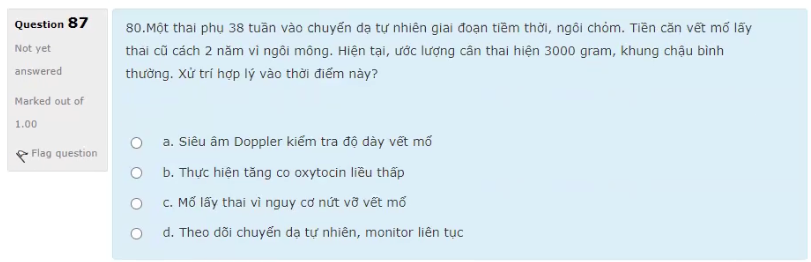 Question 87
Not yet
answered
Marked out of
1.00
Flag question
80.Một thai phụ 38 tuần vào chuyển dạ tự nhiên giai đoạn tiềm thời, ngôi chỏm. Tiền căn vết mổ lấy
thai cũ cách 2 năm vì ngôi mông. Hiện tại, ước lượng cân thai hiện 3000 gram, khung chậu bình
thường. Xử trí hợp lý vào thời điểm này?
a. Siêu âm Doppler kiểm tra độ dày vết mổ
b. Thực hiện tăng co oxytocin liều thấp
c. Mổ lấy thai vì nguy cơ nứt vỡ vết mổ
d. Theo dõi chuyển dạ tự nhiên, monitor liên tục